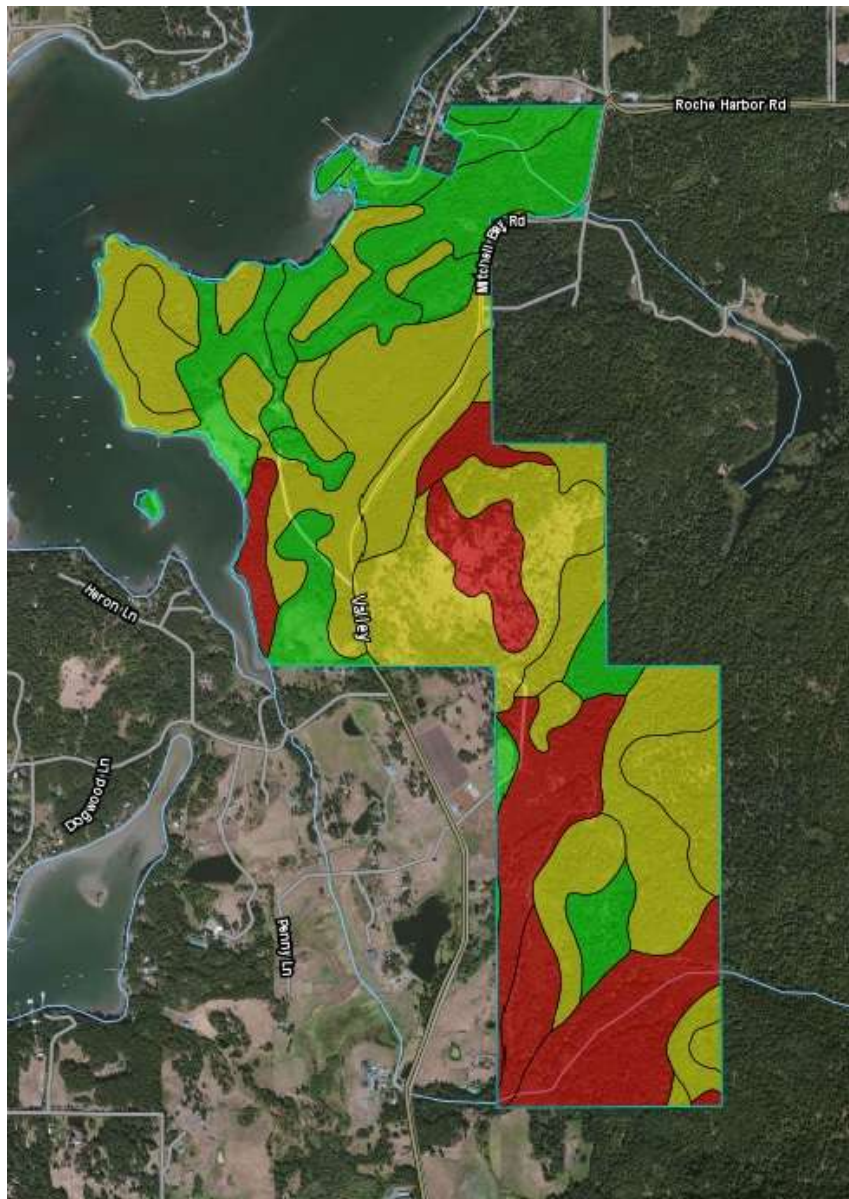 Roche Harbor Rd
Mitchell Bay Rd
Heron Ln
Valley
Dogwood Ln
Penny Ln